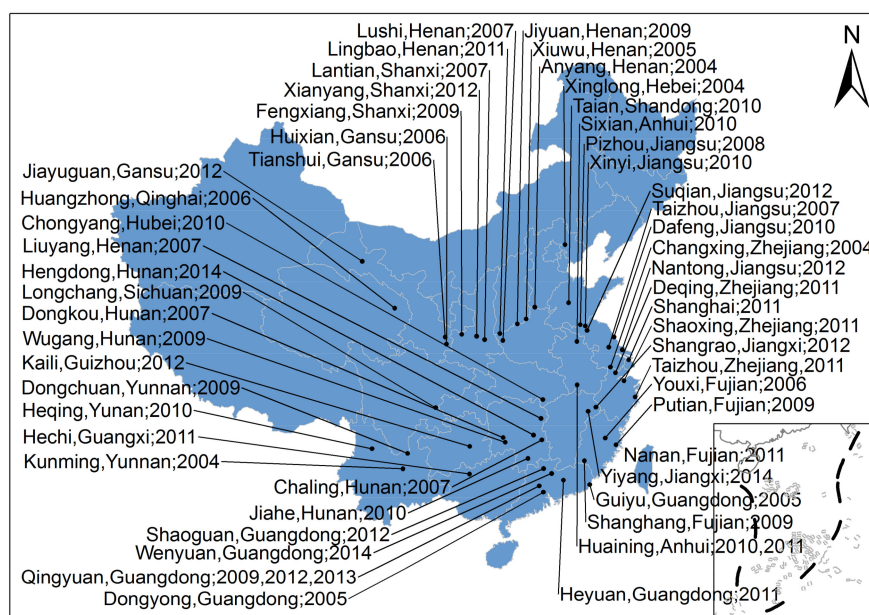 Lushi,Henan;2007
Jiyuan,Henan;2009
Lingbao,Henan;2011
Xiuwu,Henan;2005
N
Lantian,Shanxi;2007
Anyang,Henan;2004
Xianyang,Shanxi;2012
Xinglong,Hebei;2004
Fengxiang,Shanxi;2009
Taian,Shandong;2010
Huixian,Gansu;2006
Sixian,Anhui;2010
Tianshui,Gansu;2006
Pizhou,Jiangsu;2008
Xinyi,Jiangsu;2010
Jiayuguan,Gansu;2012
Huangzhong,Qinghai;2006
Chongyang,Hubei;2010
Liuyang,Henan;2007
Hengdong,Hunan;2014
Longchang,Sichuan;2009
Dongkou,Hunan;2007
Wugang,Hunan;2009
Kaili,Guizhou;2012
Dongchuan,Yunnan;2009
Heqing,Yunan;2010
Hechi,Guangxi;2011
Kunming,Yunnan;2004
Suqian,Jiangsu;2012
Taizhou,Jiangsu;2007
Dafeng,Jiangsu;2010
Changxing,Zhejiang;2004
Nantong,Jiangsu;2012
Deqing,Zhejiang;2011
Shanghai;2011
Shaoxing,Zhejiang;2011
Shangrao,Jiangxi;2012
Taizhou,Zhejiang;2011
Youxi,Fujian;2006
Putian,Fujian;2009
Nanan,Fujian;2011
Yiyang,Jiangxi;2014
Guiyu,Guangdong;2005
Shanghang,Fujian;2009
Huaining,Anhui;2010,2011
Heyuan,Guangdong;2011
Chaling,Hunan;2007
Jiahe,Hunan;2010
Shaoguan,Guangdong;2012
Wenyuan,Guangdong;2014
Qingyuan,Guangdong;2009,2012,2013
Dongyong,Guangdong;2005